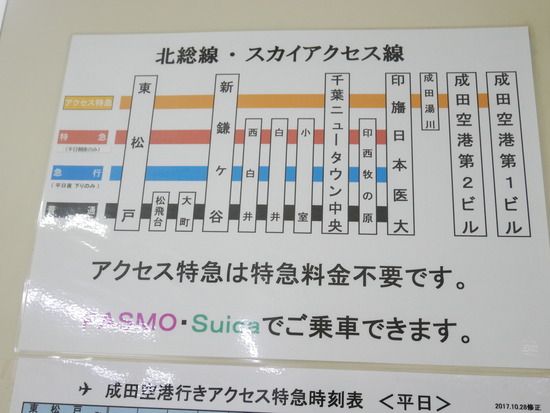 北総線・スカイアクセス線
アクセス特急
特急
(平日朝夜のみ)
急行
(平日夜 下りのみ)
普通
東松戸
松飛台
大町
新鎌ケ谷
西白井
白井
小室
千葉ニュータウン中央
印西牧の原
印旛日本医大
成田湯川
成田空港第2ビル
成田空港第1ビル
アクセス特急は特急料金不要です。
PASMO・Suicaでご乗車できます。
✈ 成田空港行きアクセス特急時刻表 <平日>
2017.10.28修正
東 松 戸